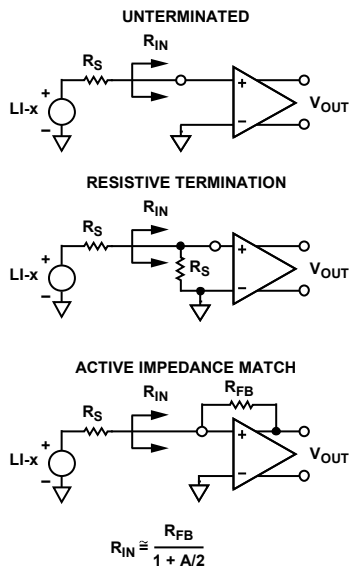 UNTERMINATED
R_IN
R_S
LI-x
+
–
+
–
V_OUT
RESISTIVE TERMINATION
R_IN
R_S
LI-x
+
–
R_S
+
–
V_OUT
ACTIVE IMPEDANCE MATCH
R_IN
R_FB
R_S
LI-x
+
–
+
–
V_OUT
R_IN ≅ R_FB / 1 + A/2